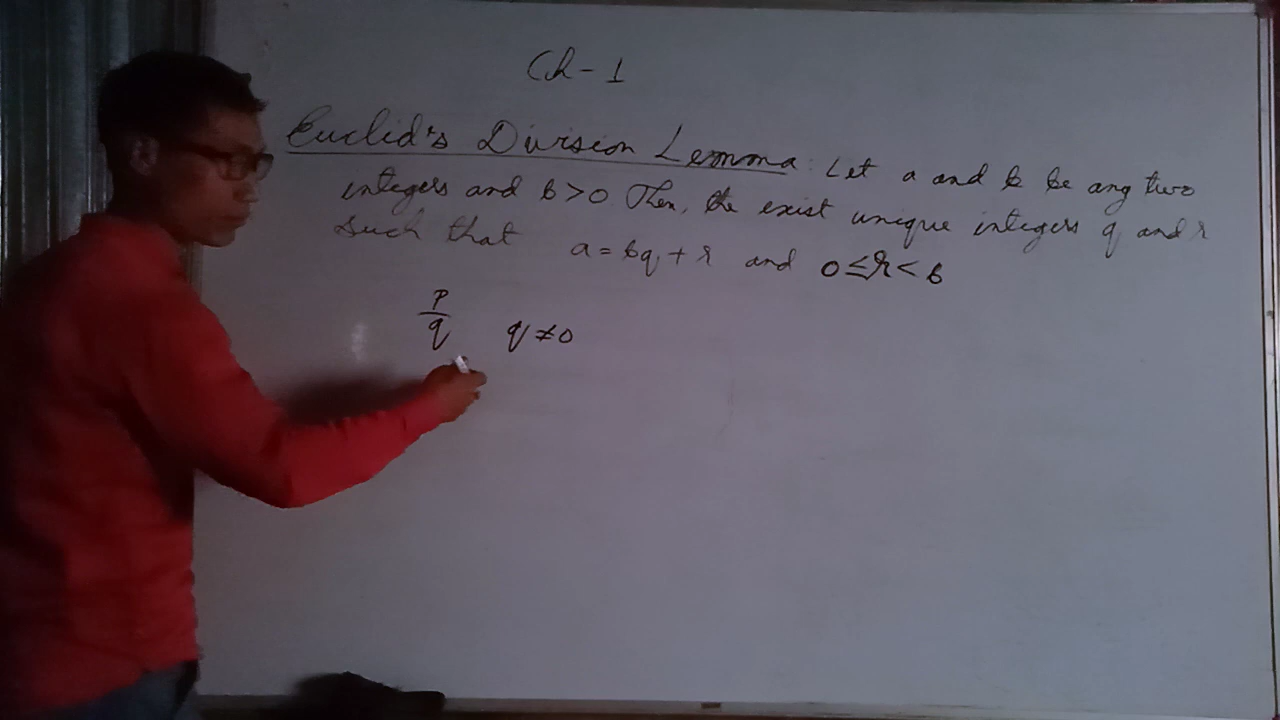 Ch-1
Euclid's Division Lemma: Let a and b be any two
integers and b>0 Then, the exist unique integers q and r
such that a = bq + r and 0≤r<b
p/q q≠0